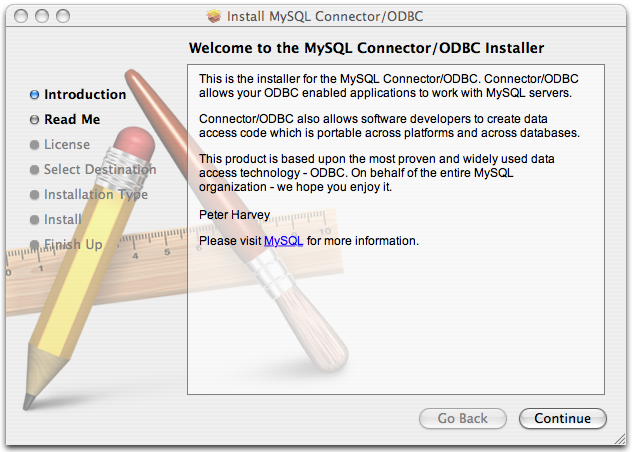 Install MySQL Connector/ODBC
Welcome to the MySQL Connector/ODBC Installer
Introduction
Read Me
License
Select Destination
Installation Type
Install
Finish Up
This is the installer for the MySQL Connector/ODBC. Connector/ODBC
allows your ODBC enabled applications to work with MySQL servers.
Connector/ODBC also allows software developers to create data
access code which is portable across platforms and across databases.
This product is based upon the most proven and widely used data
access technology - ODBC. On behalf of the entire MySQL
organization - we hope you enjoy it.
Peter Harvey
Please visit MySQL for more information.
Go Back
Continue